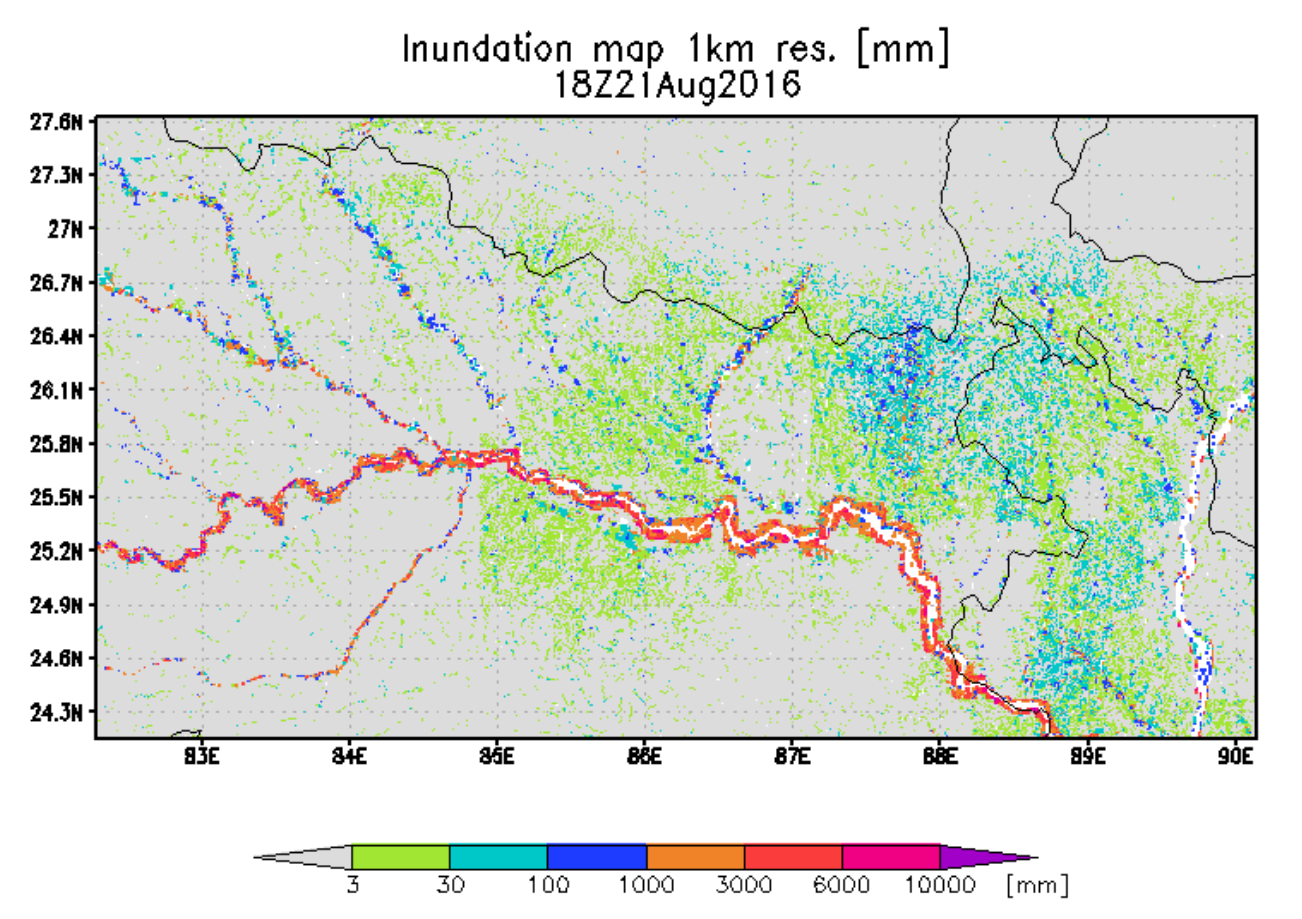 Inundation map 1km res. [mm]
18Z21Aug2016
27.6N
27.3N
27N
26.7N
26.4N
26.1N
25.8N
25.5N
25.2N
24.9N
24.6N
24.3N
83E 84E 85E 86E 87E 88E 89E 90E
3 30 100 1000 3000 6000 10000 [mm]